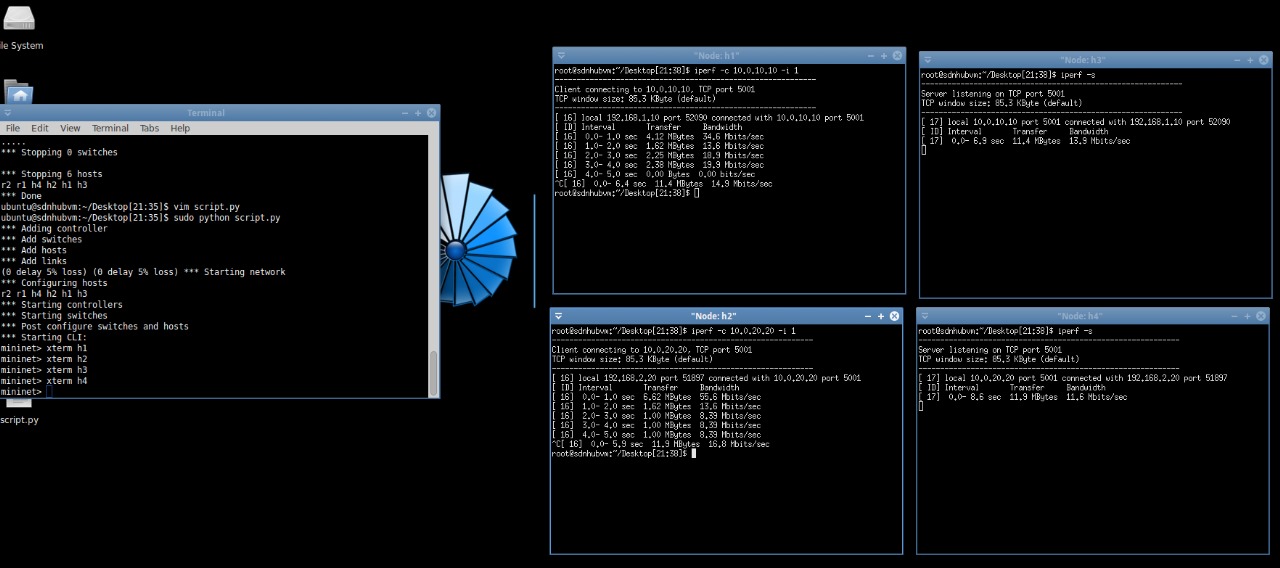 ile System
Terminal
File Edit View Terminal Tabs Help
.....
*** Stopping 0 switches
*** Stopping 6 hosts
r2 r1 h4 h2 h1 h3
*** Done
ubuntu@sdnhubvm:~/Desktop[21:35]$ vim script.py
ubuntu@sdnhubvm:~/Desktop[21:35]$ sudo python script.py
*** Adding controller
*** Add switches
*** Add hosts
*** Add links
(0 delay 5% loss) (0 delay 5% loss) *** Starting network
*** Configuring hosts
r2 r1 h4 h2 h1 h3
*** Starting controllers
*** Starting switches
*** Post configure switches and hosts
*** Starting CLI:
mininet> xterm h1
mininet> xterm h2
mininet> xterm h3
mininet> xterm h4
mininet>
script.py
"Node: h1"
root@sdnhubvm:~/Desktop[21:38]$ iperf -c 10.0.10.10 -i 1
------------------------------------------------------------
Client connecting to 10.0.10.10, TCP port 5001
TCP window size: 85.3 KByte (default)
------------------------------------------------------------
[ 16] local 192.168.1.10 port 52090 connected with 10.0.10.10 port 5001
[ ID] Interval Transfer Bandwidth
[ 16] 0.0- 1.0 sec 4.12 MBytes 34.6 Mbits/sec
[ 16] 1.0- 2.0 sec 1.62 MBytes 13.6 Mbits/sec
[ 16] 2.0- 3.0 sec 2.25 MBytes 18.9 Mbits/sec
[ 16] 3.0- 4.0 sec 2.38 MBytes 19.9 Mbits/sec
[ 16] 4.0- 5.0 sec 0.00 Bytes 0.00 bits/sec
^C[ 16] 0.0- 6.4 sec 11.4 MBytes 14.9 Mbits/sec
root@sdnhubvm:~/Desktop[21:38]$
"Node: h3"
root@sdnhubvm:~/Desktop[21:38]$ iperf -s
------------------------------------------------------------
Server listening on TCP port 5001
TCP window size: 85.3 KByte (default)
------------------------------------------------------------
[ 17] local 10.0.10.10 port 5001 connected with 192.168.1.10 port 52090
[ ID] Interval Transfer Bandwidth
[ 17] 0.0- 6.9 sec 11.4 MBytes 13.9 Mbits/sec
"Node: h2"
root@sdnhubvm:~/Desktop[21:38]$ iperf -c 10.0.20.20 -i 1
------------------------------------------------------------
Client connecting to 10.0.20.20, TCP port 5001
TCP window size: 85.3 KByte (default)
------------------------------------------------------------
[ 16] local 192.168.2.20 port 51897 connected with 10.0.20.20 port 5001
[ ID] Interval Transfer Bandwidth
[ 16] 0.0- 1.0 sec 6.62 MBytes 55.6 Mbits/sec
[ 16] 1.0- 2.0 sec 1.62 MBytes 13.6 Mbits/sec
[ 16] 2.0- 3.0 sec 1.00 MBytes 8.39 Mbits/sec
[ 16] 3.0- 4.0 sec 1.00 MBytes 8.39 Mbits/sec
[ 16] 4.0- 5.0 sec 1.00 MBytes 8.39 Mbits/sec
^C[ 16] 0.0- 5.9 sec 11.9 MBytes 16.8 Mbits/sec
root@sdnhubvm:~/Desktop[21:38]$
"Node: h4"
root@sdnhubvm:~/Desktop[21:38]$ iperf -s
------------------------------------------------------------
Server listening on TCP port 5001
TCP window size: 85.3 KByte (default)
------------------------------------------------------------
[ 17] local 10.0.20.20 port 5001 connected with 192.168.2.20 port 51897
[ ID] Interval Transfer Bandwidth
[ 17] 0.0- 8.6 sec 11.9 MBytes 11.6 Mbits/sec